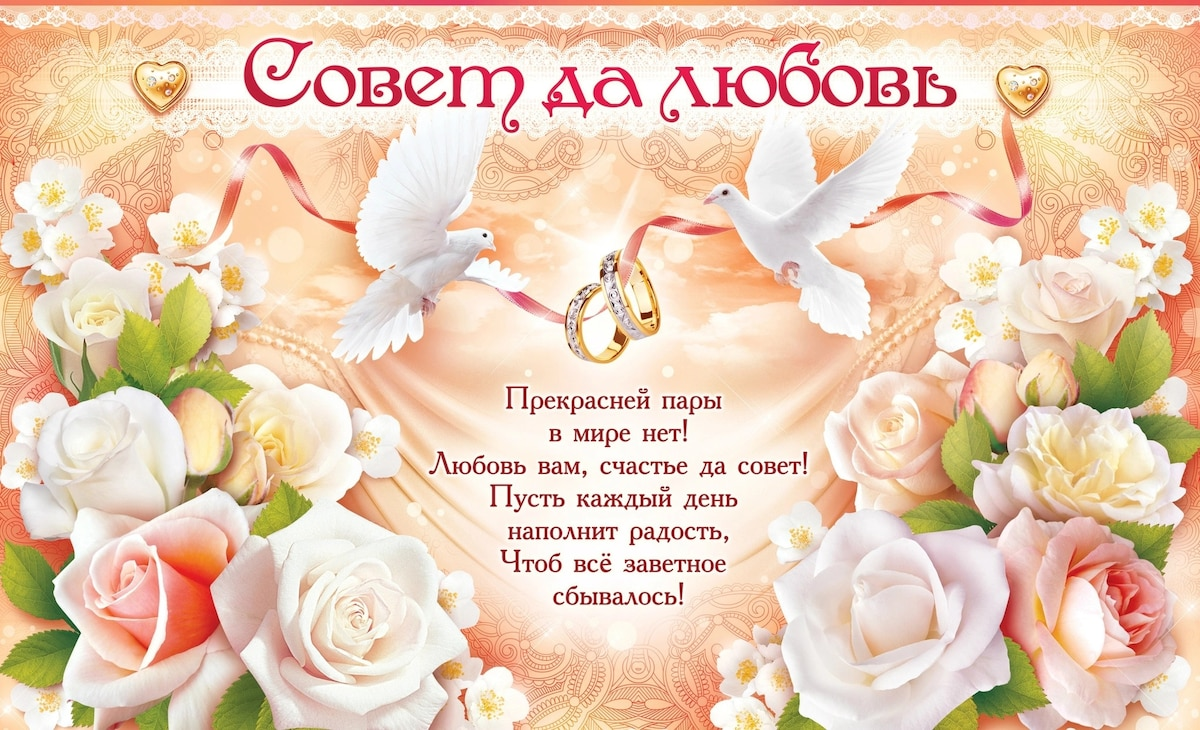 Совет да любовь
Прекрасней пары
в мире нет!
Любовь вам, счастье да совет!
Пусть каждый день
наполнит радость,
Чтоб всё заветное
сбывалось!